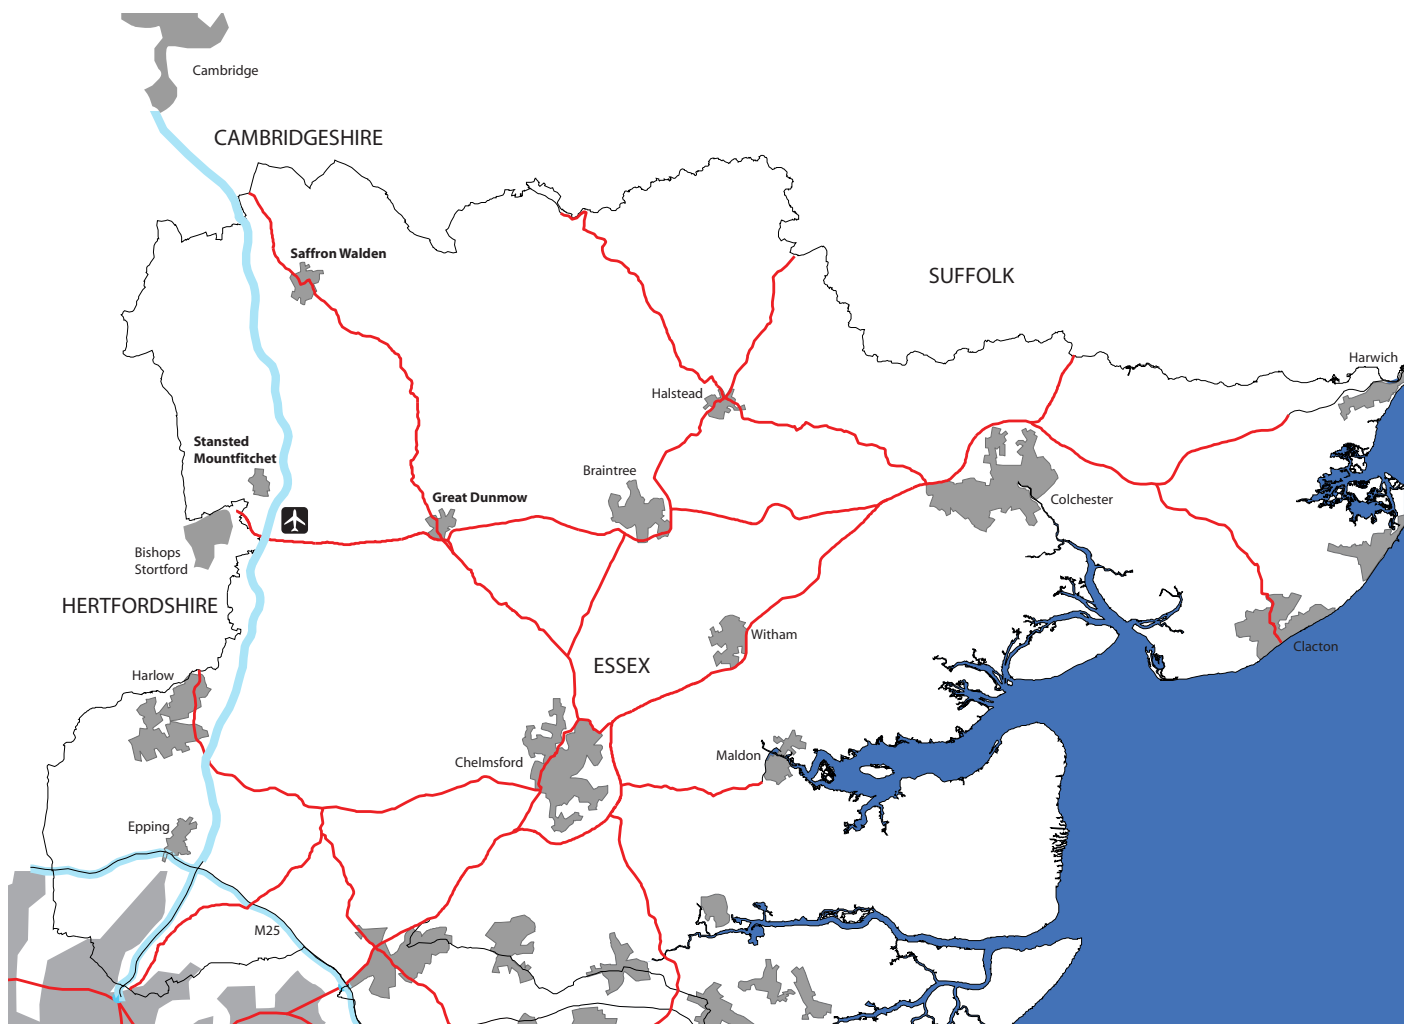 Cambridge
CAMBRIDGESHIRE
Saffron Walden
SUFFOLK
Harwich
Halstead
Stansted
Mountfitchet
Braintree
Great Dunmow
Colchester
Bishops
Stortford
HERTFORDSHIRE
Witham
Clacton
ESSEX
Harlow
Maldon
Chelmsford
Epping
M25